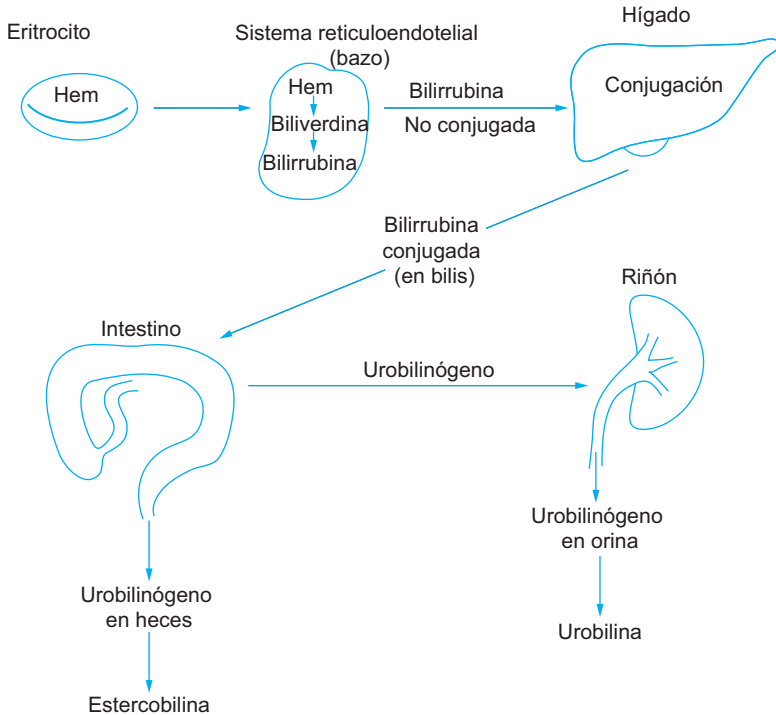 Eritrocito
Hem
Sistema reticuloendotelial
(bazo)
Hem
Biliverdina
Bilirrubina
Bilirrubina
No conjugada
Hígado
Conjugación
Bilirrubina
conjugada
(en bilis)
Intestino
Urobilinógeno
Riñón
Urobilinógeno
en orina
Urobilina
Urobilinógeno
en heces
Estercobilina